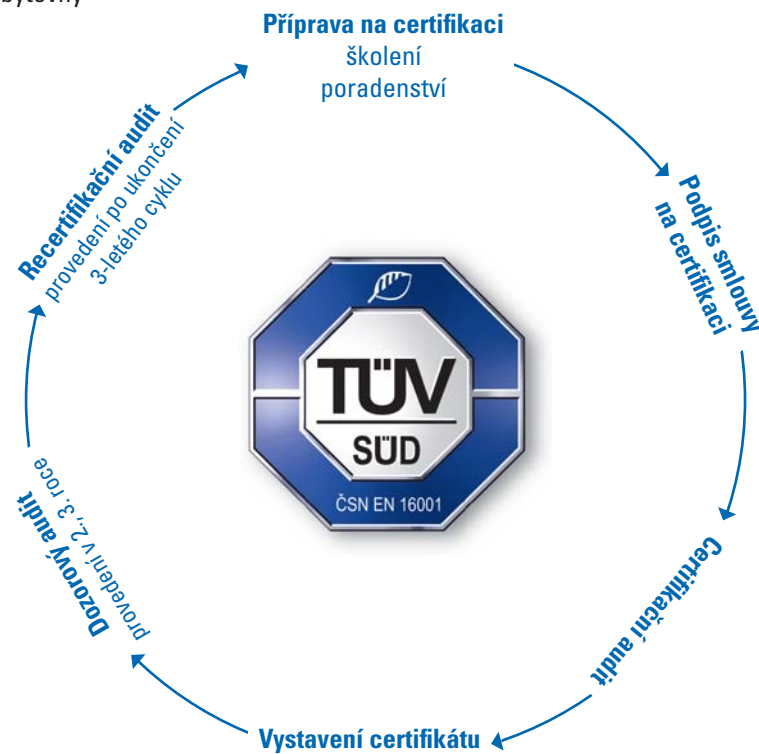 Příprava na certifikaci
školení
poradenství
Podpis smlouvy
na certifikaci
Certifikační audit
Vystavení certifikátu
Dozorový audit
provedení v 2., 3. roce
Recertifikační audit
provedení po ukončení
3-letého cyklu
TÜV
SÜD
ČSN EN 16001